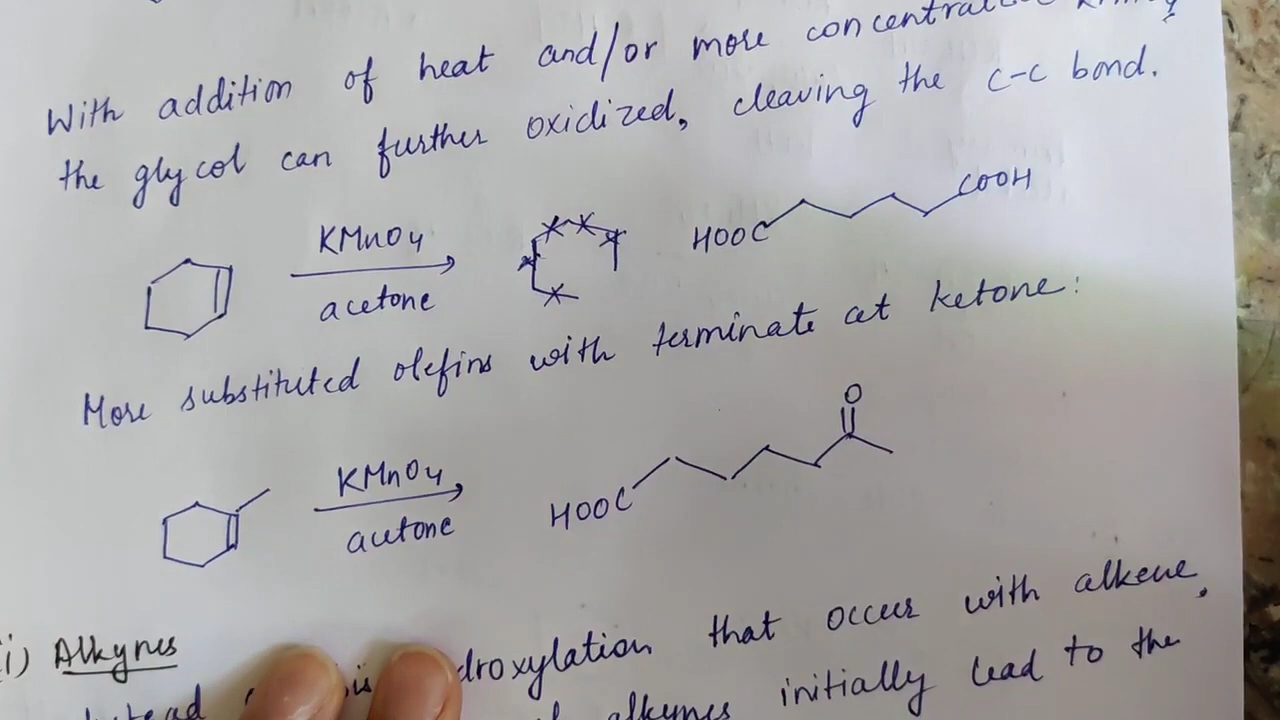 With addition of heat and/or more concentrated
the glycol can further oxidized, cleaving the C-C bond.
KMnO4
acetone
HOOC COOH
More substituted olefins with terminate at ketone:
KMnO4
acetone
HOOC O
i) Alkynes
droxylation that occur with alkene,
alkynes initially lead to the